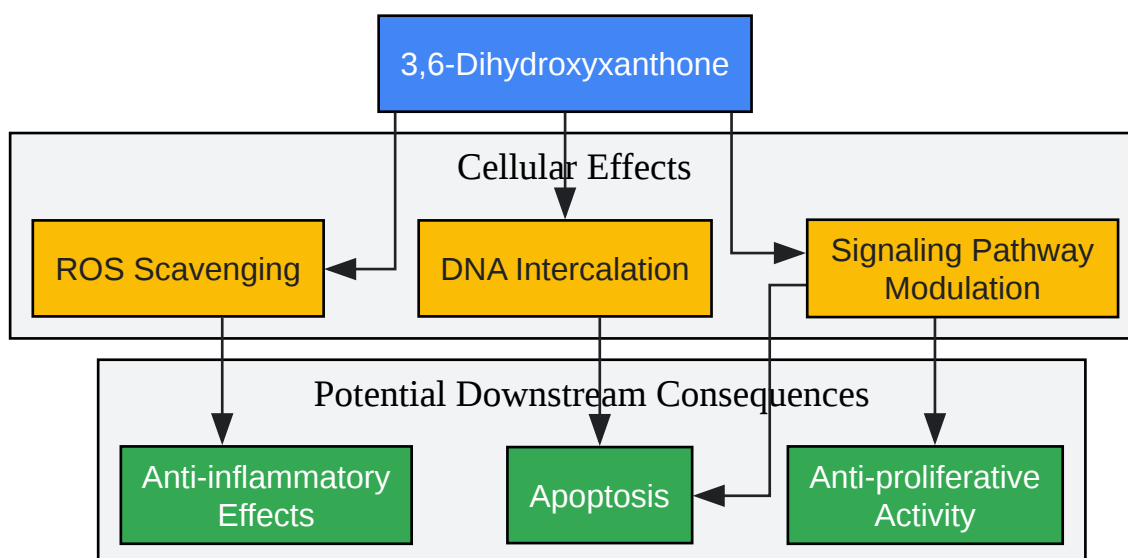 3,6-Dihydroxyxanthone
Cellular Effects
ROS Scavenging
DNA Intercalation
Signaling Pathway
Modulation
Potential Downstream Consequences
Anti-inflammatory
Effects
Apoptosis
Anti-proliferative
Activity